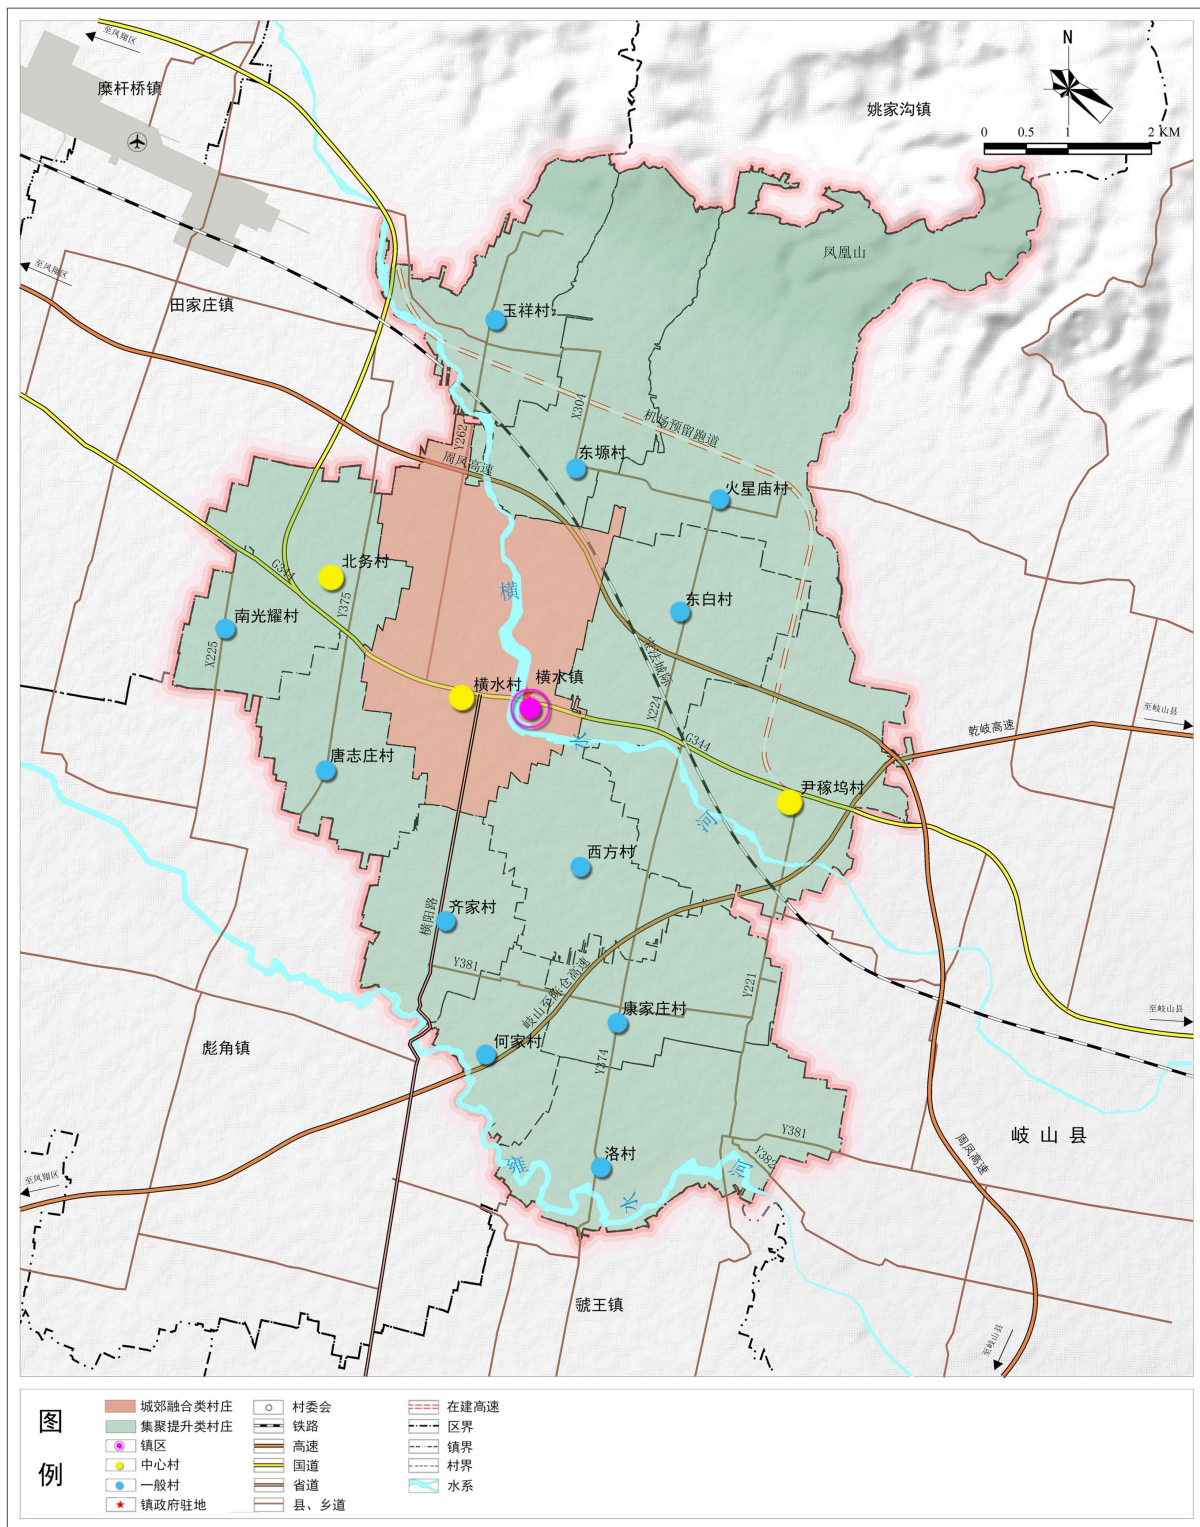 至凤翔区
糜杆桥镇
姚家沟镇
N
0 0.5 1 2 KM
至凤翔区
田家庄镇
凤凰山
玉祥村
X304
机场预留跑道
Y262
周凤高速
东塬村
火星庙村
横
北务村
G344
Y375
东白村
南光耀村
X225
宝法城际
横水村
横水镇
X224
G344
水
至岐山县
乾岐高速
唐志庄村
尹稼坞村
河
西方村
齐家村
横阳路
Y381
岐山至陈仓高速
Y221
康家庄村
至岐山县
何家村
彪角镇
Y374
岐山县
Y381
Y382
周凤高速
至凤翔区
雍
洛村
水
河
虢王镇
至岐山县
图例
城郊融合类村庄
集聚提升类村庄
镇区
中心村
一般村
镇政府驻地
村委会
铁路
高速
国道
省道
县、乡道
在建高速
区界
镇界
村界
水系